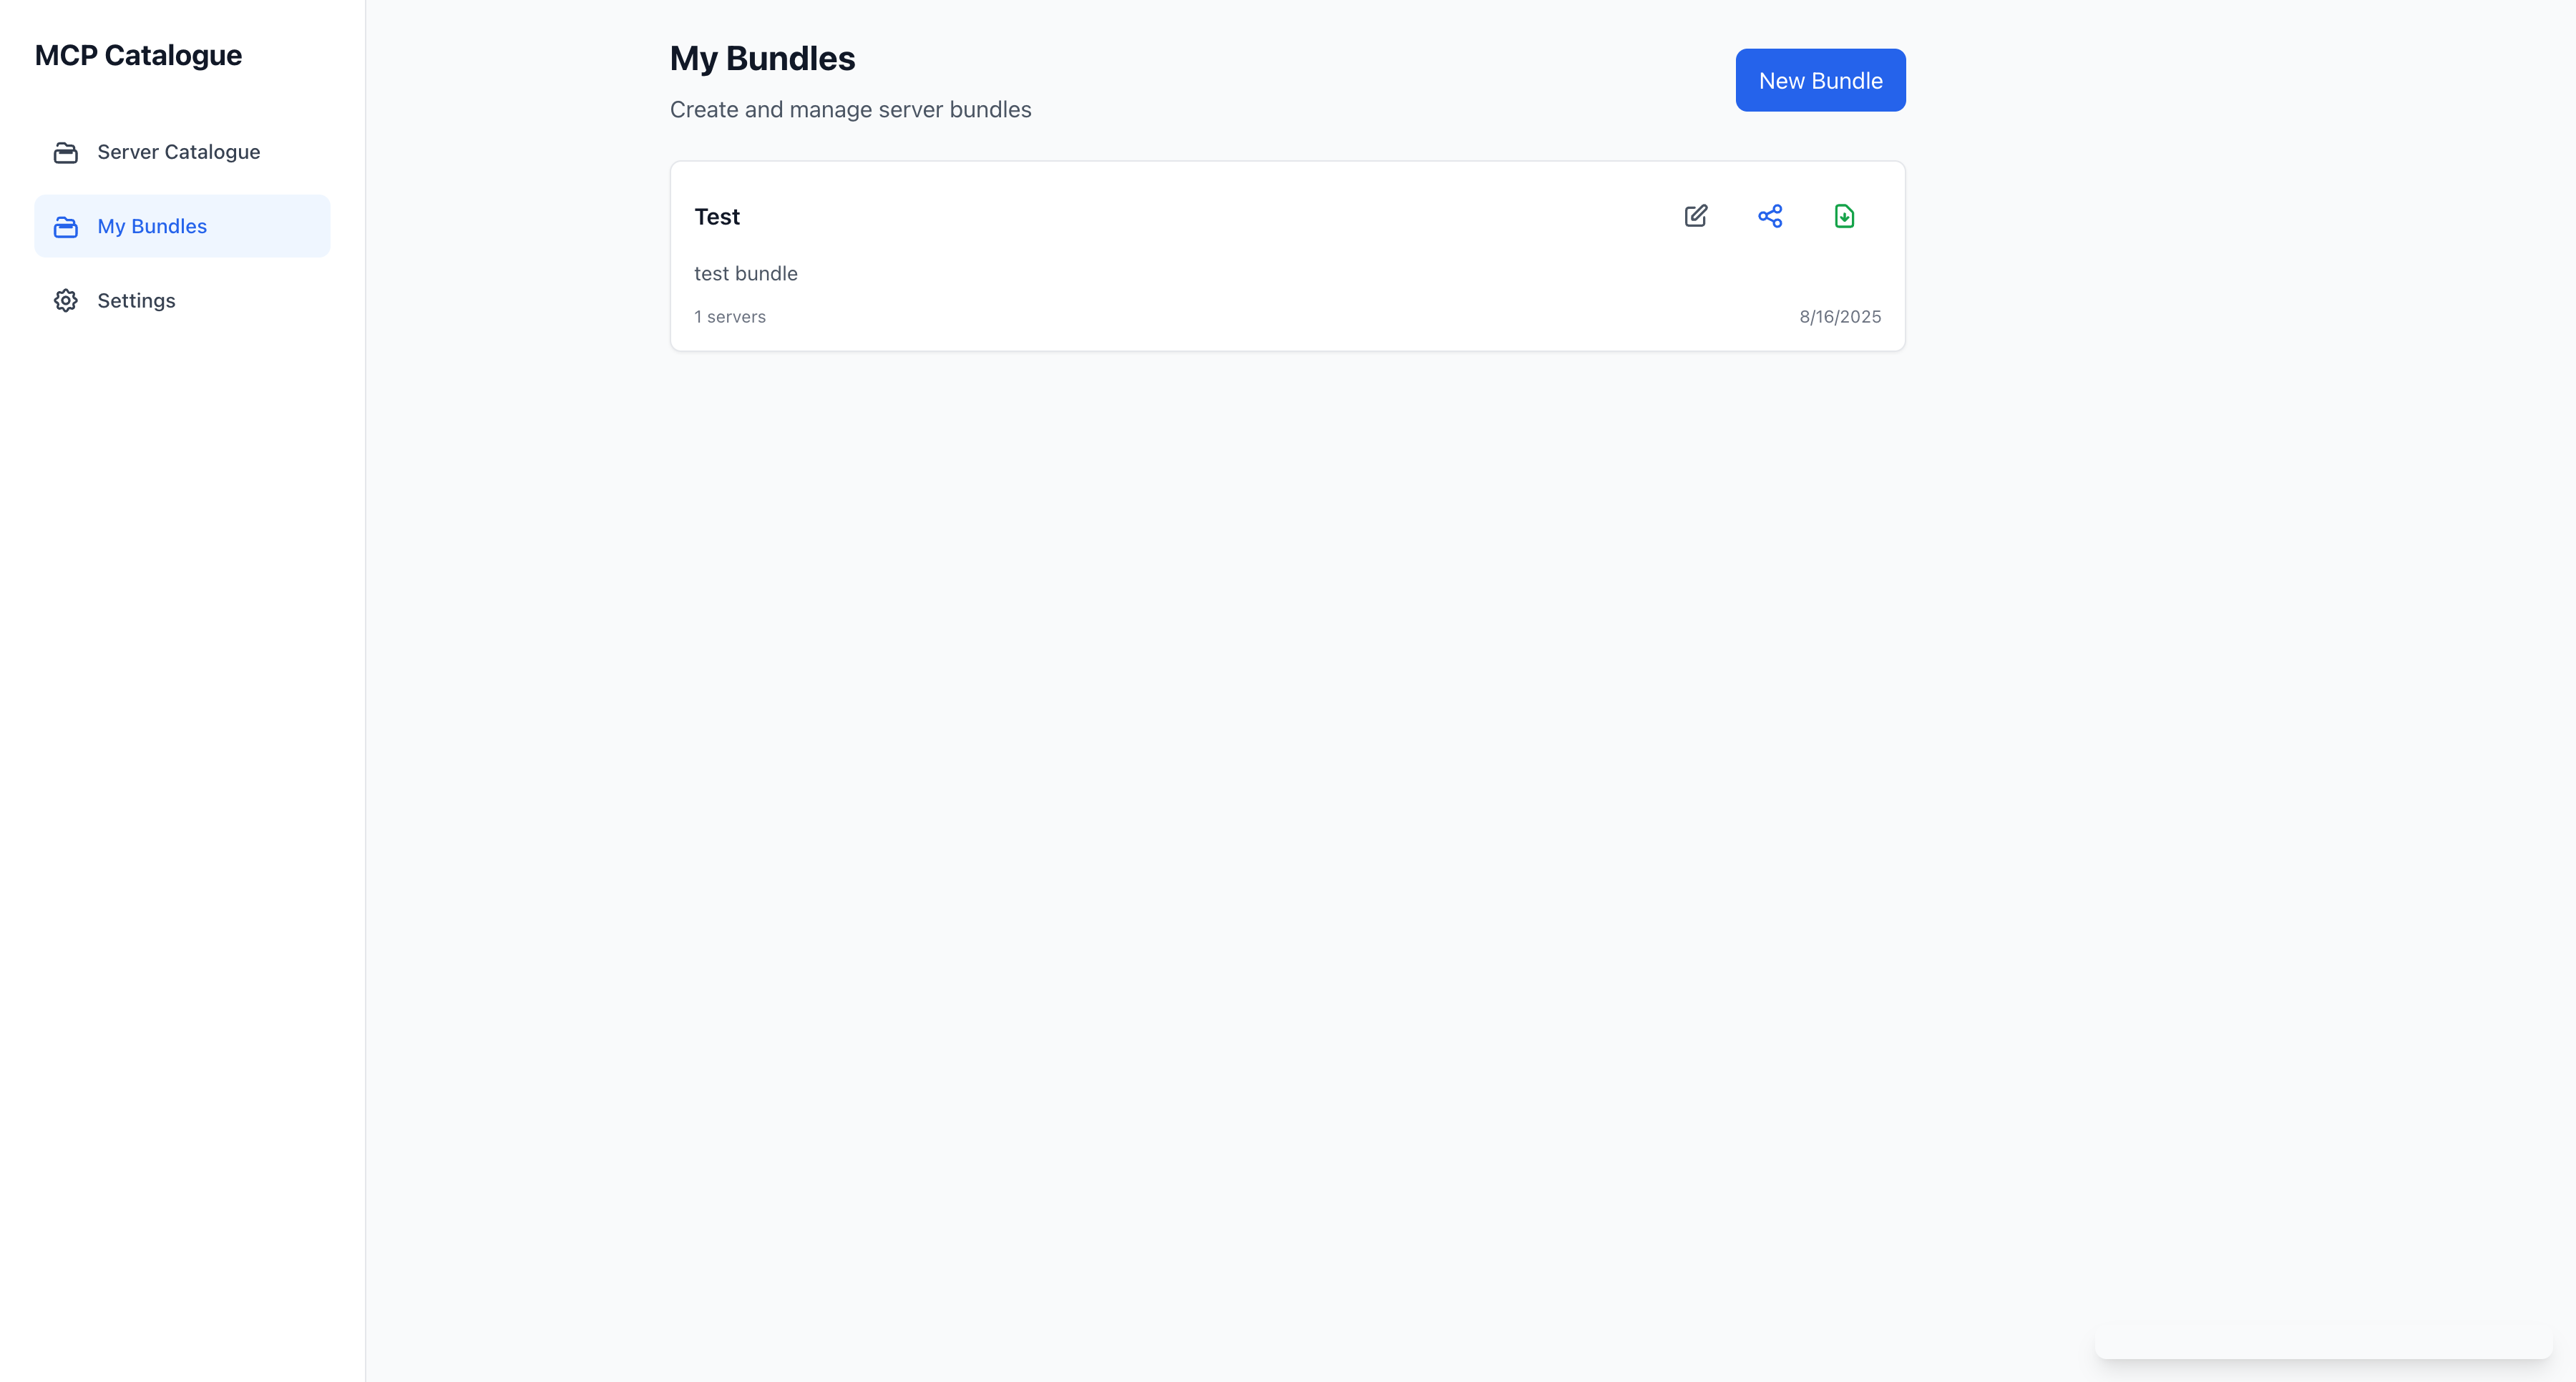 MCP Catalogue
Server Catalogue
My Bundles
Settings
My Bundles
Create and manage server bundles
New Bundle
Test
test bundle
1 servers
8/16/2025